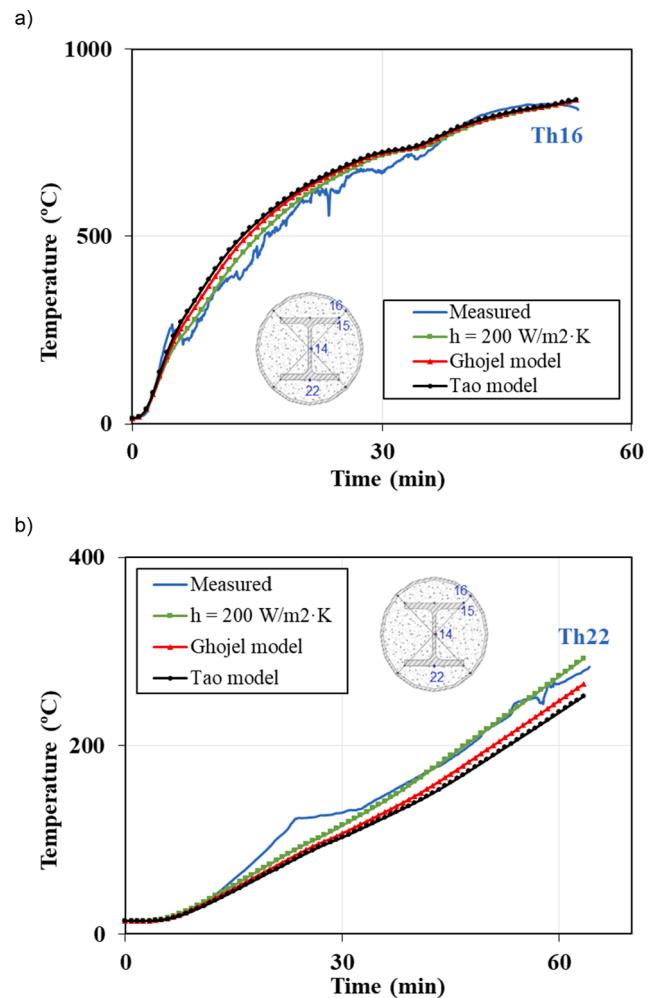 a)
1000
Th16
Temperature (ºC)
500
16
15
14
22
Measured
h = 200 W/m2·K
Ghojel model
Tao model
0
0
30
60
Time (min)
b)
400
Measured
h = 200 W/m2·K
Ghojel model
Tao model
16
15
14
22
Th22
Temperature (ºC)
200
0
0
30
60
Time (min)